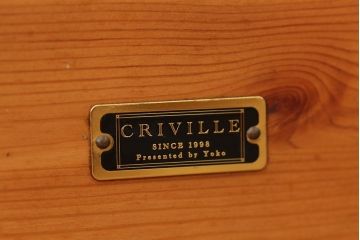 CRIVILLE
SINCE 1998
Presented by Yoko